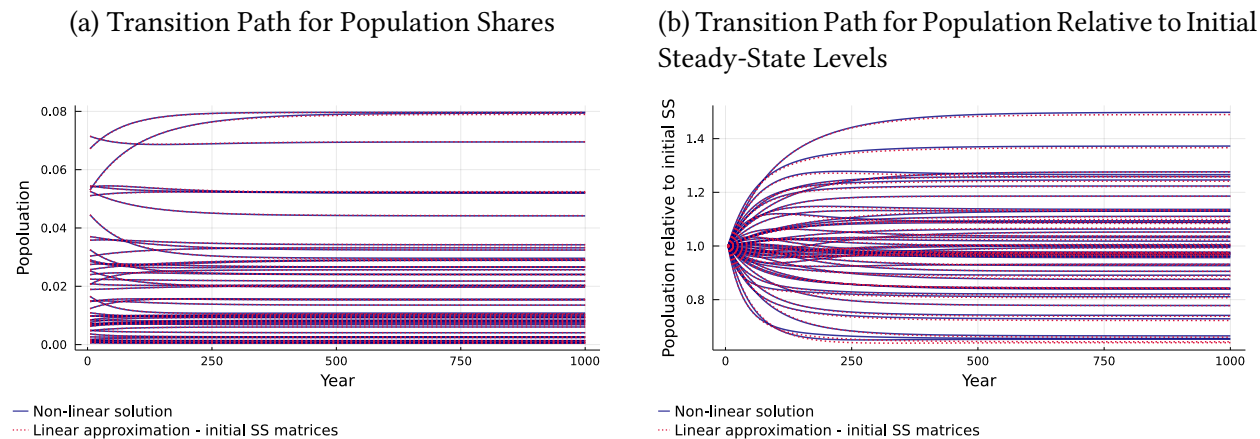 (a) Transition Path for Population Shares
(b) Transition Path for Population Relative to Initial
Steady-State Levels
Popoulation
0.08
0.06
0.04
0.02
0.00
0
250
500
750
1000
Year
Non-linear solution
Linear approximation - initial SS matrices
Popoulation relative to initial SS
1.4
1.2
1.0
0.8
0
250
500
750
1000
Year
Non-linear solution
Linear approximation - initial SS matrices